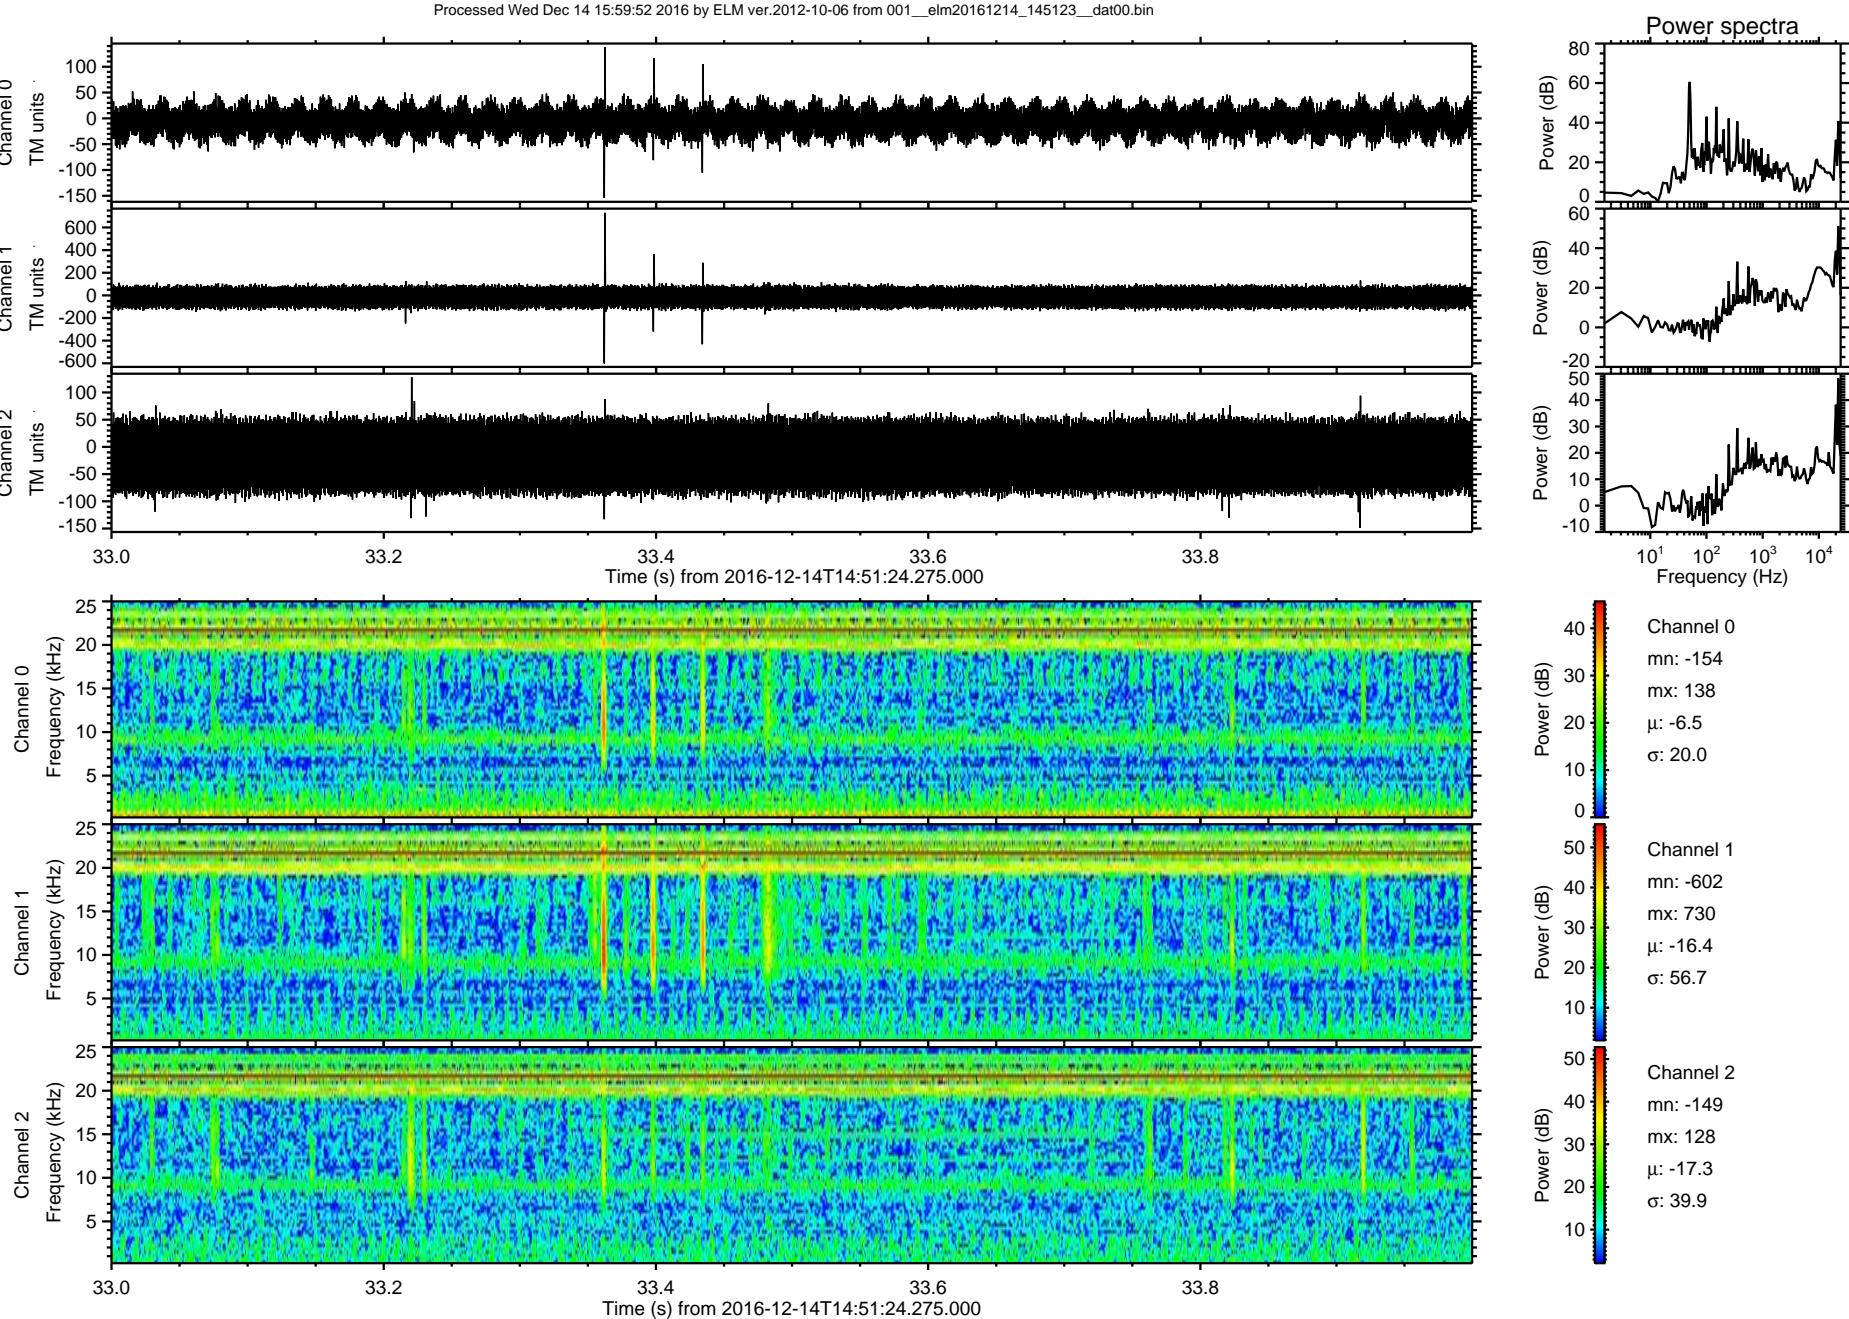 Processed Wed Dec 14 15:59:52 2016 by ELM ver.2012-10-06 from 001__elm20161214_145123__dat00.bin
Power spectra
Channel 0
TM units
100
50
0
-50
-100
-150
Power (dB)
80
60
40
20
0
Channel 1
TM units
600
400
200
0
-200
-400
-600
Power (dB)
60
40
20
0
-20
Channel 2
TM units
100
50
0
-50
-100
-150
Power (dB)
50
40
30
20
10
0
-10
33.0 33.2 33.4 33.6 33.8
Time (s) from 2016-12-14T14:51:24.275.000
10¹ 10² 10³ 10⁴
Frequency (Hz)
Channel 0
Frequency (kHz)
25
20
15
10
5
Power (dB)
40
30
20
10
0
Channel 0
mn: -154
mx: 138
μ: -6.5
σ: 20.0
Channel 1
Frequency (kHz)
25
20
15
10
5
Power (dB)
50
40
30
20
10
Channel 1
mn: -602
mx: 730
μ: -16.4
σ: 56.7
Channel 2
Frequency (kHz)
25
20
15
10
5
Power (dB)
50
40
30
20
10
Channel 2
mn: -149
mx: 128
μ: -17.3
σ: 39.9
33.0 33.2 33.4 33.6 33.8
Time (s) from 2016-12-14T14:51:24.275.000